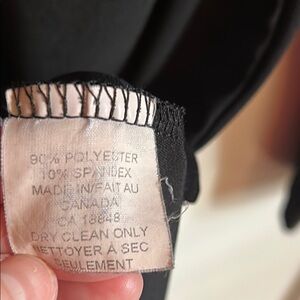 90% POLYESTER
10% SPANDEX
MADE IN/FAIT AU
CANADA
CA 18848
DRY CLEAN ONLY
NETTOYER A SEC
SEULEMENT